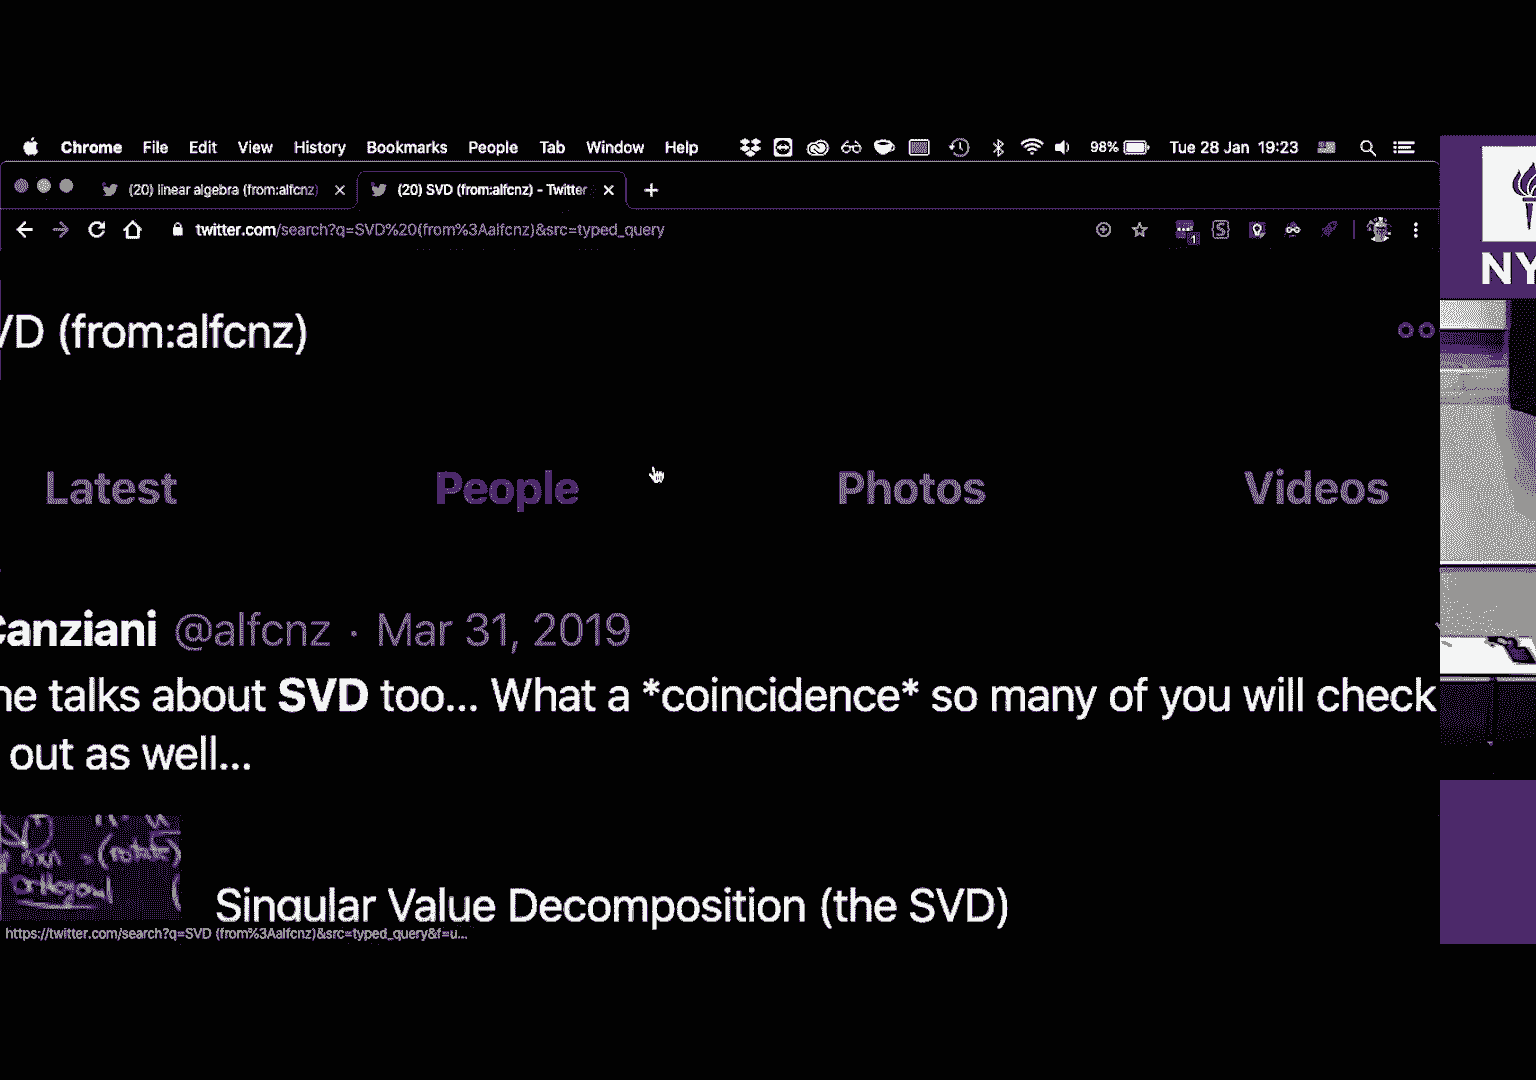 Chrome File Edit View History Bookmarks People Tab Window Help 98% Tue 28 Jan 19:23
(20) linear algebra (from:alfcnz)
(20) SVD (from:alfcnz) - Twitter
twitter.com/search?q=SVD%20(from%3Aalfcnz)&src=typed_query
VD (from:alfcnz)
Latest People Photos Videos
Canziani @alfcnz · Mar 31, 2019
he talks about SVD too... What a *coincidence* so many of you will check
out as well...
(rotate)
orthogonal
Singular Value Decomposition (the SVD)
https://twitter.com/search?q=SVD (from%3Aalfcnz)&src=typed_query&f=u...
NY